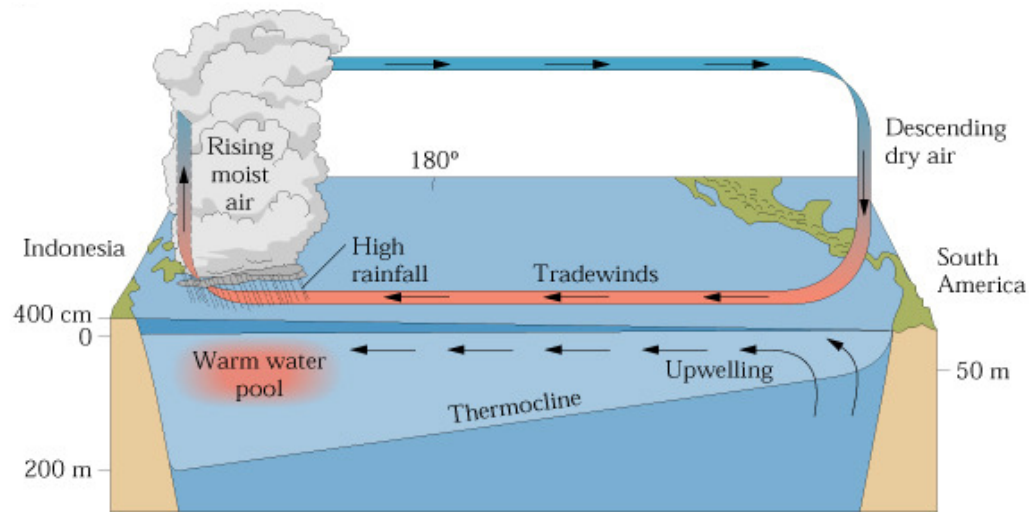 Rising
moist
air
180º
Descending
dry air
Indonesia
High
rainfall
Tradewinds
South
America
400 cm
0
Warm water
pool
Upwelling
50 m
Thermocline
200 m